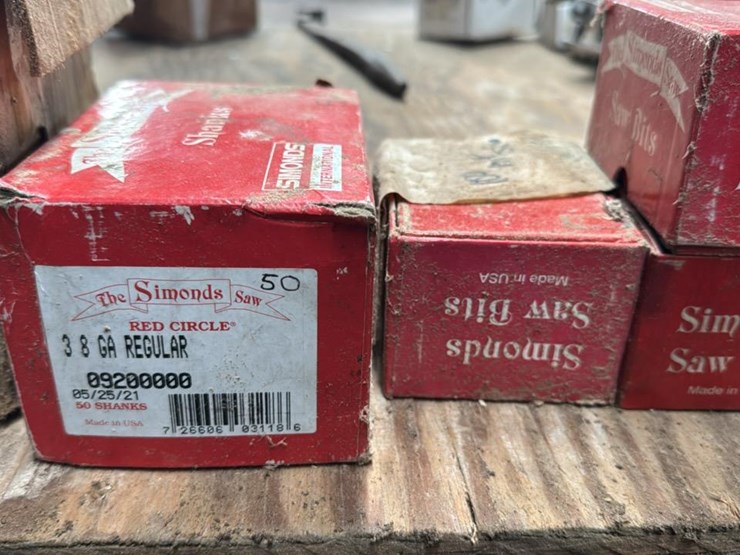 Shanks
SIMONDS
INTERNATIONAL
The Simonds Saw
50
RED CIRCLE®
3 8 GA REGULAR
09200000
05/25/21
50 SHANKS
Made in USA
7 26606 03118 6
Simonds
Saw Bits
Made in USA
Saw Bits
Sim
Saw
Made in